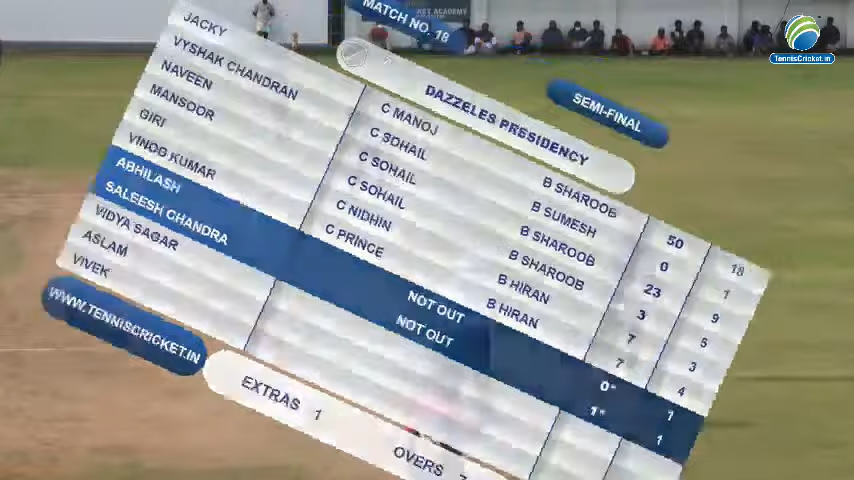 MATCH NO. 18
TennisCricket.in
DAZZELES PRESIDENCY
SEMI-FINAL
JACKY C MANOJ B SHAROOB 50 18
VYSHAK CHANDRAN C SOHAIL B SUMESH 0 1
NAVEEN C SOHAIL B SHAROOB 23 9
MANSOOR C SOHAIL B SHAROOB 3 5
GIRI C NIDHIN B HIRAN 7 3
VINOD KUMAR C PRINCE B HIRAN 7 4
ABHILASH NOT OUT 0* 1
SALEESH CHANDRA NOT OUT 1* 1
VIDYA SAGAR
ASLAM
VIVEK
WWW.TENNISCRICKET.IN
EXTRAS 1
OVERS